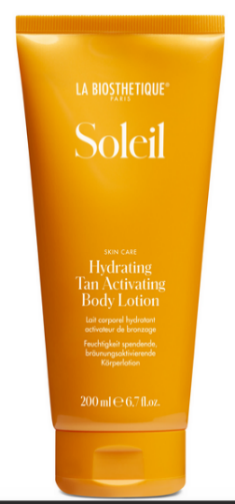 LA BIOSTHETIQUE®
PARIS
Soleil
SKIN CARE
Hydrating
Tan Activating
Body Lotion
Lait corporel hydratant
activateur de bronzage
Feuchtigkeit spendende,
bräunungsaktivierende
Körperlotion
200 ml ℮ 6.7 fl.oz.